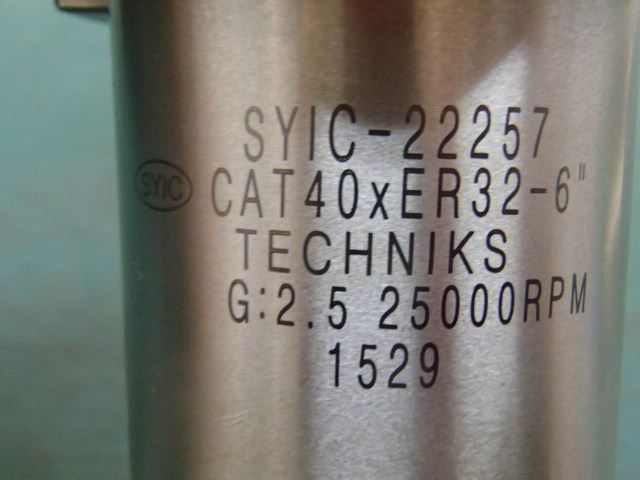 SYIC-22257
SYIC CAT40xER32-6"
TECHNIKS
G:2.5 25000RPM
1529